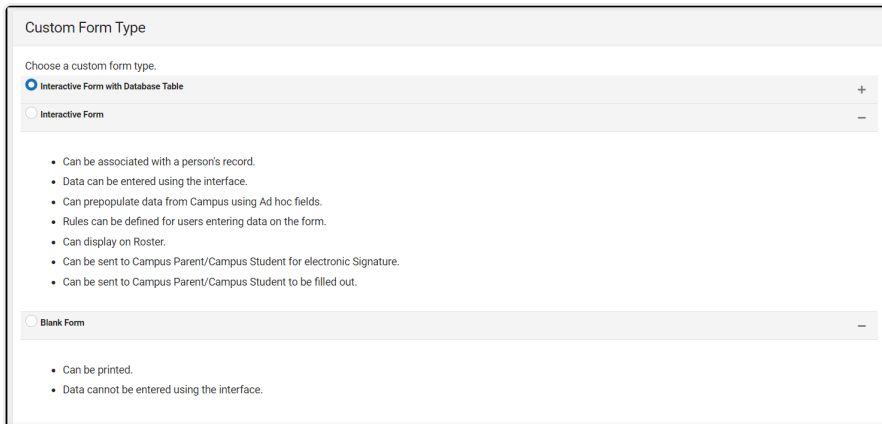 Custom Form Type
Choose a custom form type.
Interactive Form with Database Table
Interactive Form
Can be associated with a person's record.
Data can be entered using the interface.
Can prepopulate data from Campus using Ad hoc fields.
Rules can be defined for users entering data on the form.
Can display on Roster.
Can be sent to Campus Parent/Campus Student for electronic Signature.
Can be sent to Campus Parent/Campus Student to be filled out.
Blank Form
Can be printed.
Data cannot be entered using the interface.